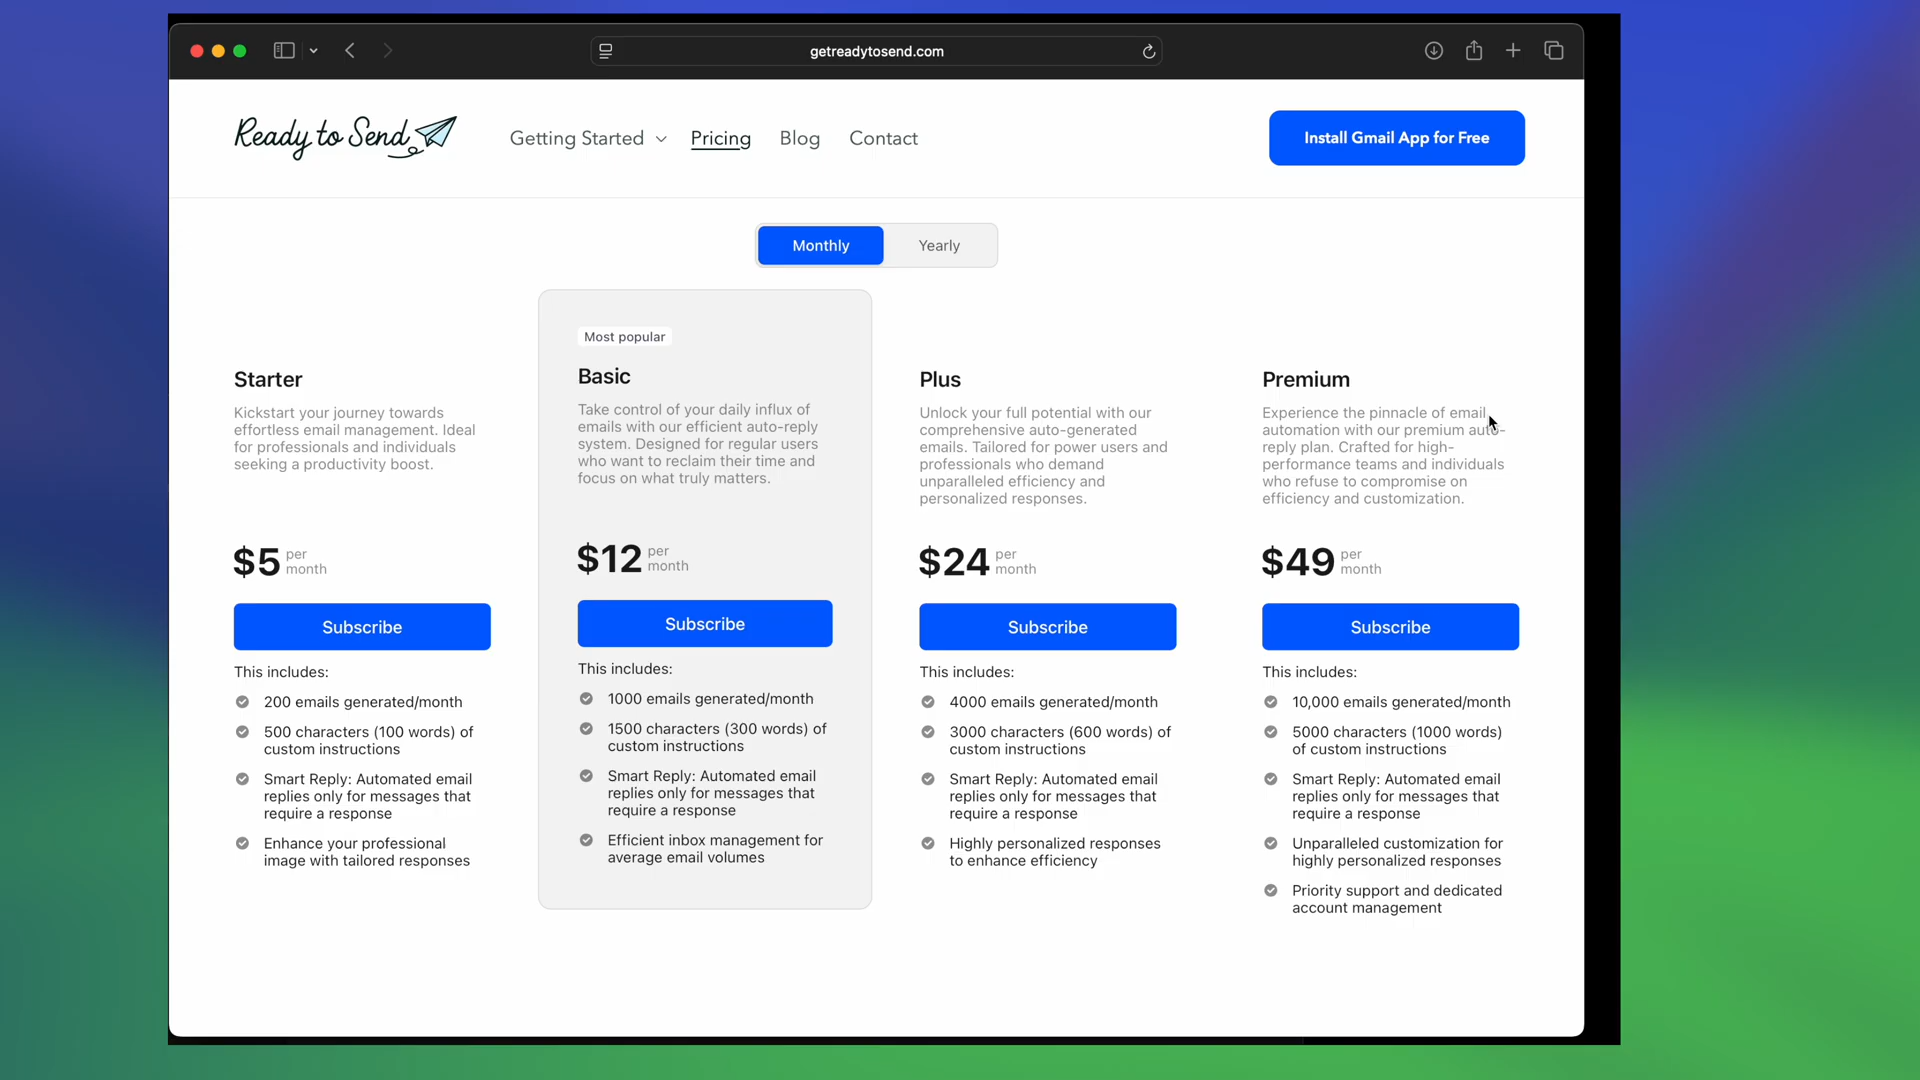 getreadytosend.com
Ready to Send
Getting Started
Pricing
Blog
Contact
Install Gmail App for Free
Monthly
Yearly
Starter
Kickstart your journey towards
effortless email management. Ideal
for professionals and individuals
seeking a productivity boost.
$5 per
month
Subscribe
This includes:
200 emails generated/month
500 characters (100 words) of
custom instructions
Smart Reply: Automated email
replies only for messages that
require a response
Enhance your professional
image with tailored responses
Most popular
Basic
Take control of your daily influx of
emails with our efficient auto-reply
system. Designed for regular users
who want to reclaim their time and
focus on what truly matters.
$12 per
month
Subscribe
This includes:
1000 emails generated/month
1500 characters (300 words) of
custom instructions
Smart Reply: Automated email
replies only for messages that
require a response
Efficient inbox management for
average email volumes
Plus
Unlock your full potential with our
comprehensive auto-generated
emails. Tailored for power users and
professionals who demand
unparalleled efficiency and
personalized responses.
$24 per
month
Subscribe
This includes:
4000 emails generated/month
3000 characters (600 words) of
custom instructions
Smart Reply: Automated email
replies only for messages that
require a response
Highly personalized responses
to enhance efficiency
Premium
Experience the pinnacle of email
automation with our premium auto-
reply plan. Crafted for high-
performance teams and individuals
who refuse to compromise on
efficiency and customization.
$49 per
month
Subscribe
This includes:
10,000 emails generated/month
5000 characters (1000 words)
of custom instructions
Smart Reply: Automated email
replies only for messages that
require a response
Unparalleled customization for
highly personalized responses
Priority support and dedicated
account management